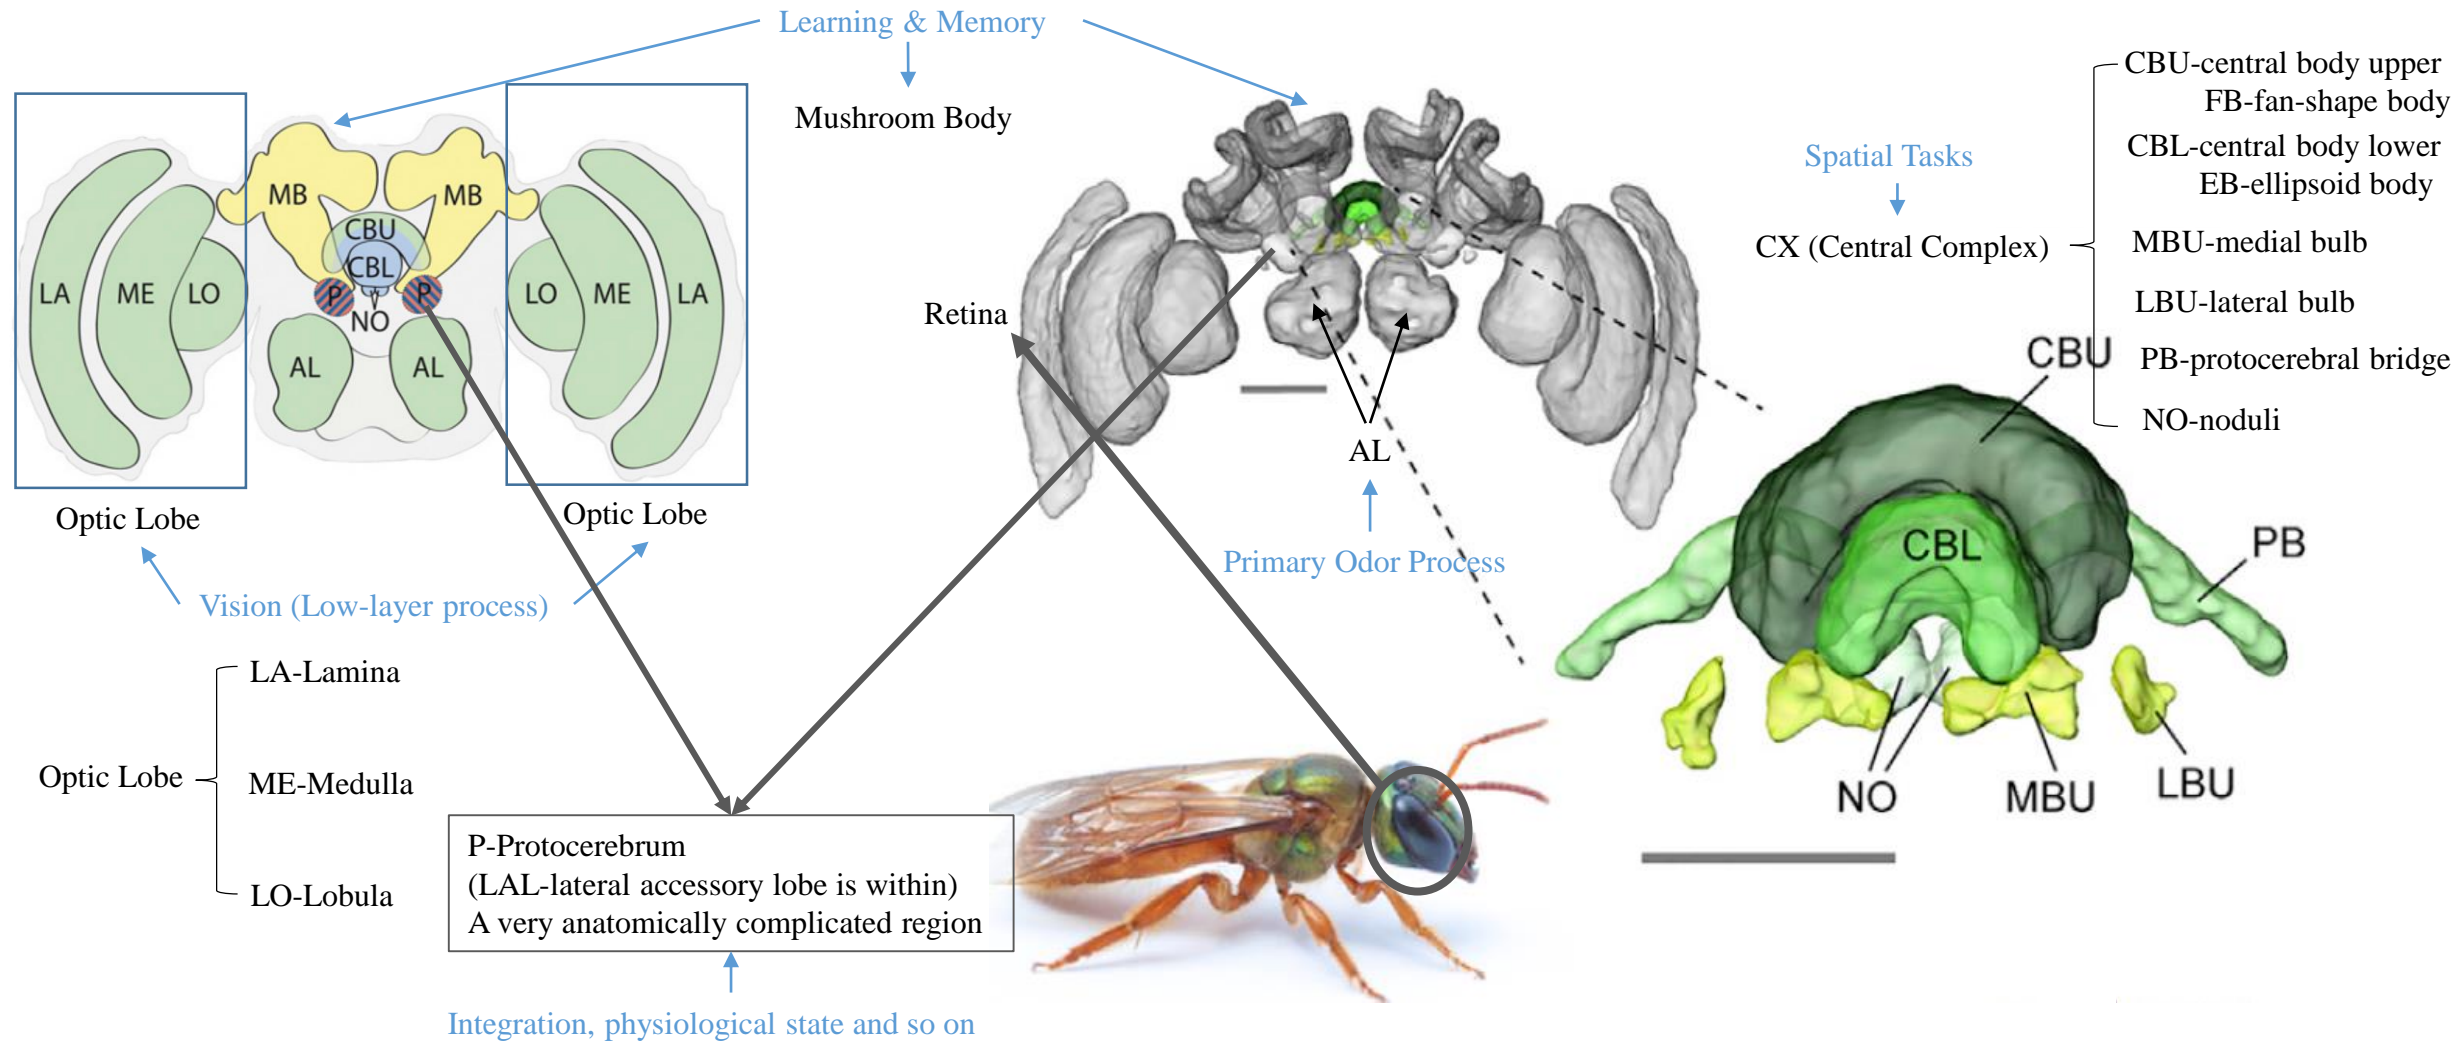 Learning & Memory
Mushroom Body
MB
MB
CBU
CBL
P
P
NO
AL
AL
LA
ME
LO
LO
ME
LA
Optic Lobe
Optic Lobe
Vision (Low-layer process)
Optic Lobe
LA-Lamina
ME-Medulla
LO-Lobula
P-Protocerebrum
(LAL-lateral accessory lobe is within)
A very anatomically complicated region
Integration, physiological state and so on
Retina
AL
Primary Odor Process
Spatial Tasks
CX (Central Complex)
CBU-central body upper
FB-fan-shape body
CBL-central body lower
EB-ellipsoid body
MBU-medial bulb
LBU-lateral bulb
PB-protocerebral bridge
NO-noduli
CBU
CBL
PB
NO
MBU
LBU